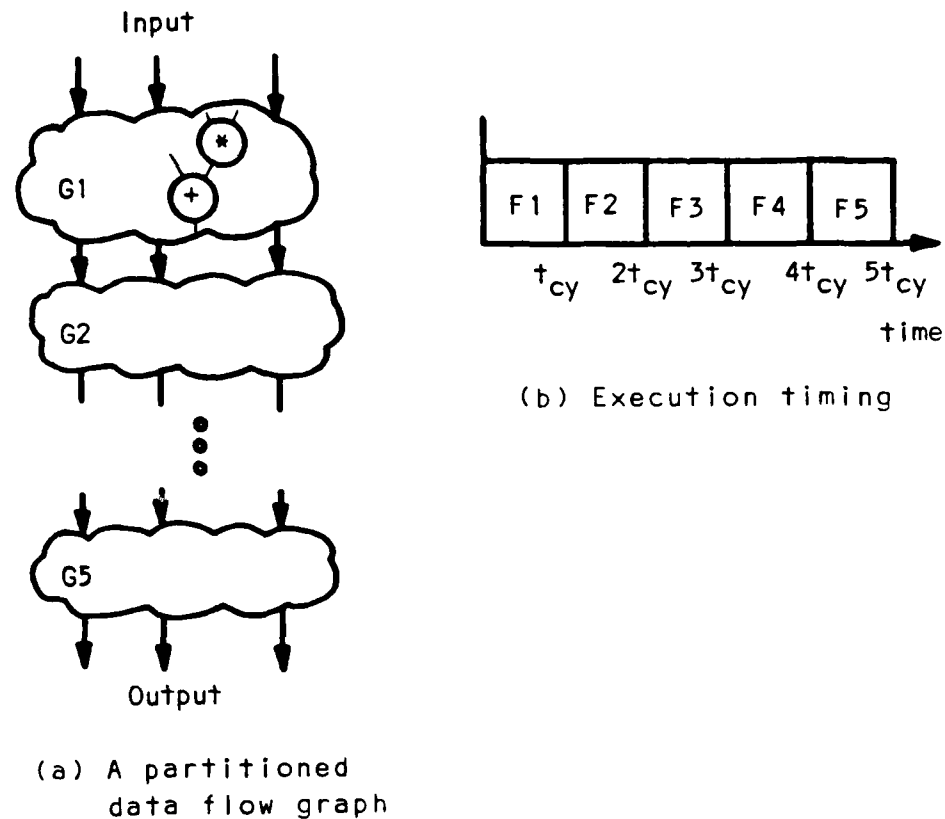 Input
*
+
G1
G2
G5
Output
(a) A partitioned
data flow graph
F1 F2 F3 F4 F5
tcy 2tcy 3tcy 4tcy 5tcy
time
(b) Execution timing